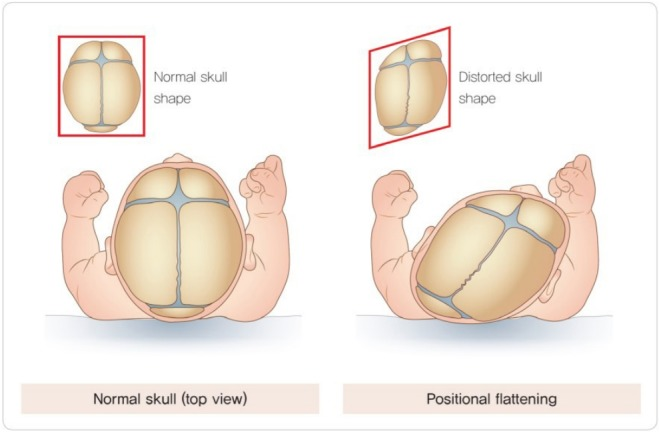 Normal skull
shape
Distorted skull
shape
Normal skull (top view)
Positional flattening